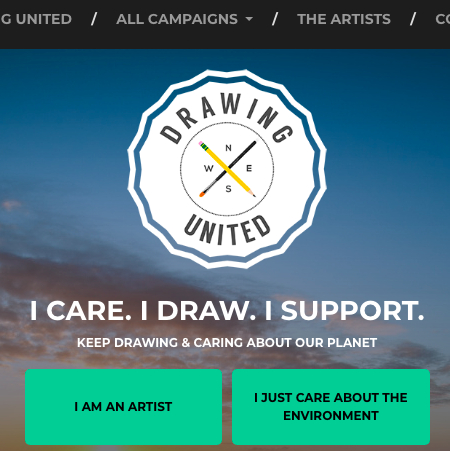 G UNITED / ALL CAMPAIGNS / THE ARTISTS / CO
DRAWING
N
W E
S
UNITED
I CARE. I DRAW. I SUPPORT.
KEEP DRAWING & CARING ABOUT OUR PLANET
I AM AN ARTIST
I JUST CARE ABOUT THE
ENVIRONMENT